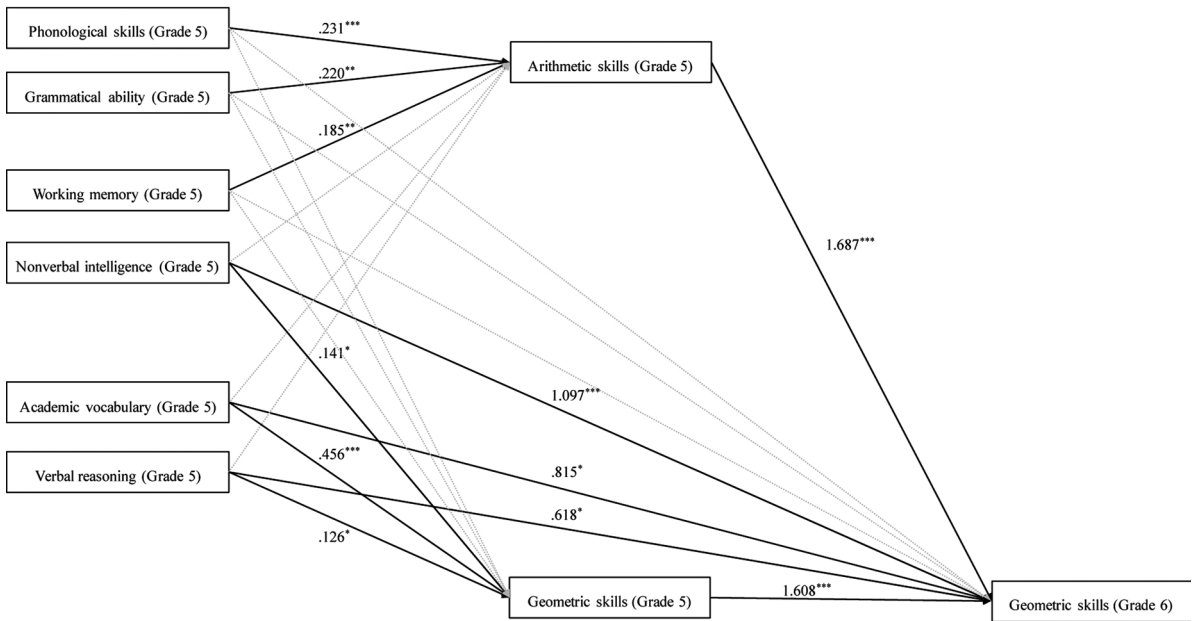 Phonological skills (Grade 5)
.231***
Arithmetic skills (Grade 5)
.220**
Grammatical ability (Grade 5)
.185**
Working memory (Grade 5)
1.687***
Nonverbal intelligence (Grade 5)
.141*
1.097***
Academic vocabulary (Grade 5)
.456***
.815*
Verbal reasoning (Grade 5)
.618*
.126*
Geometric skills (Grade 5)
1.608***
Geometric skills (Grade 6)